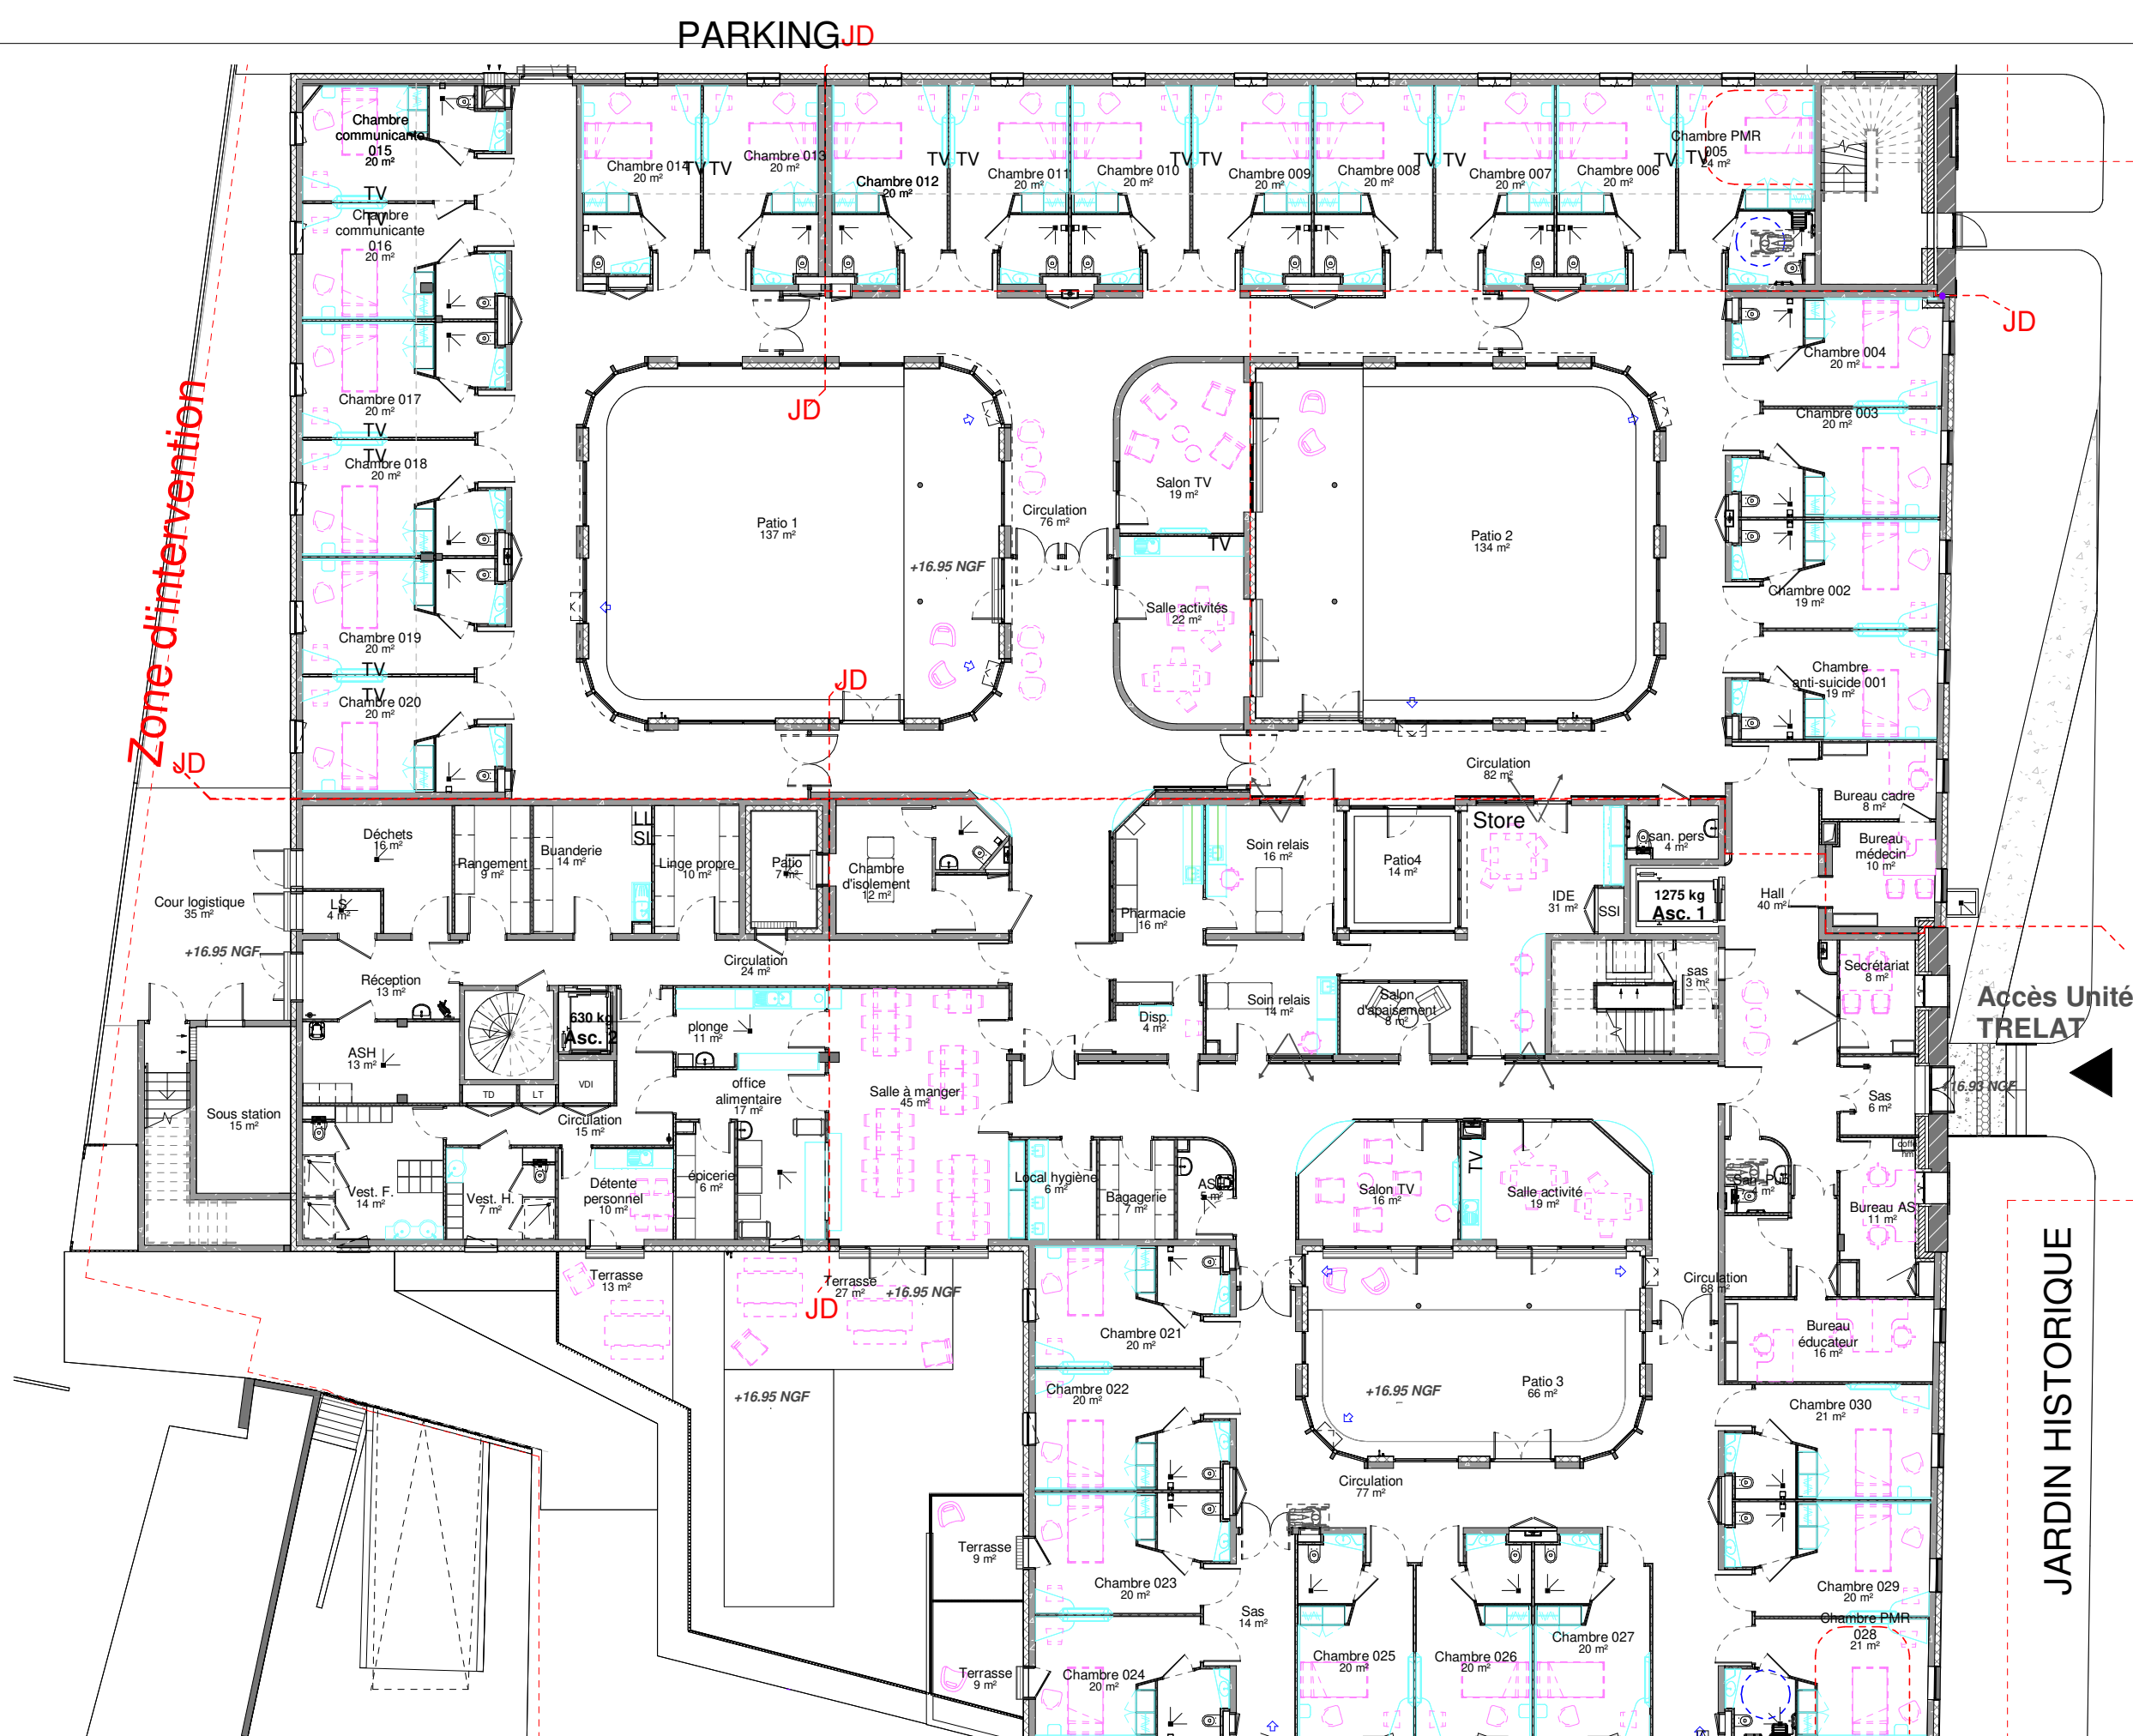 PARKING
JD
Chambre
communicante
015
20 m²
TV
Chambre
communicante
016
20 m²
Chambre 017
20 m²
TV
TV
Chambre 018
20 m²
Chambre 019
20 m²
TV
TV
Chambre 020
20 m²
Chambre 014
20 m²
TV TV
Chambre 013
20 m²
Chambre 012
20 m²
TV TV
Chambre 011
20 m²
Chambre 010
20 m²
TV TV
Chambre 009
20 m²
Chambre 008
20 m²
TV TV
Chambre 007
20 m²
Chambre 006
20 m²
TV TV
Chambre PMR
005
24 m²
JD
Chambre 004
20 m²
Chambre 003
20 m²
Chambre 002
19 m²
Chambre
anti-suicide 001
19 m²
Zone d'intervention
JD
JD
JD
Patio 1
137 m²
+16.95 NGF
Circulation
76 m²
Salon TV
19 m²
TV
Salle activités
22 m²
Patio 2
134 m²
Circulation
82 m²
Bureau cadre
8 m²
Bureau
médecin
10 m²
Déchets
16 m²
LS
4 m²
Rangement
9 m²
Buanderie
14 m²
LL
SL
Linge propre
10 m²
Patio
7 m²
Chambre
d'isolement
12 m²
Pharmacie
16 m²
Soin relais
16 m²
Patio4
14 m²
Store
IDE
31 m²
SSI
san. pers
4 m²
1275 kg
Asc. 1
Hall
40 m²
Cour logistique
35 m²
+16.95 NGF
Réception
13 m²
Circulation
24 m²
630 kg
Asc. 2
plonge
11 m²
Disp.
4 m²
Soin relais
14 m²
Salon
d'apaisement
8 m²
sas
3 m²
Secrétariat
8 m²
Accès Unité
TRELAT
+16.93 NGF
ASH
13 m²
TD
LT
VDI
Circulation
15 m²
office
alimentaire
17 m²
Salle à manger
45 m²
Sas
6 m²
Sous station
15 m²
Vest. F.
14 m²
Vest. H.
7 m²
Détente
personnel
10 m²
épicerie
6 m²
Local hygiène
6 m²
Bagagerie
7 m²
Salon TV
16 m²
TV
Salle activité
19 m²
Bureau AS
11 m²
Terrasse
13 m²
Terrasse
27 m²
+16.95 NGF
JD
Circulation
68 m²
Bureau
éducateur
16 m²
Chambre 021
20 m²
Chambre 022
20 m²
+16.95 NGF
+16.95 NGF
Patio 3
66 m²
Chambre 030
21 m²
Circulation
77 m²
Terrasse
9 m²
Chambre 023
20 m²
Sas
14 m²
Chambre 029
20 m²
Chambre PMR
028
21 m²
Terrasse
9 m²
Chambre 024
20 m²
Chambre 025
20 m²
Chambre 026
20 m²
Chambre 027
20 m²
JARDIN HISTORIQUE